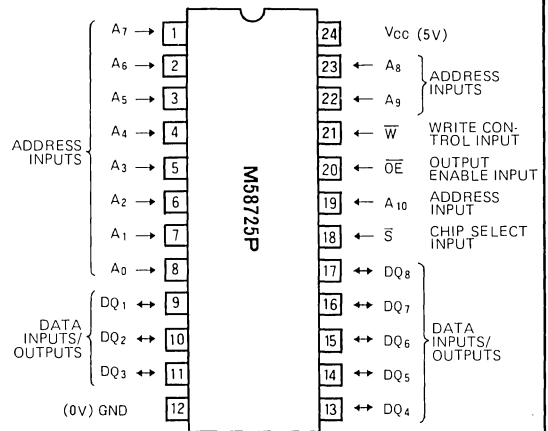 A7 → 1
A6 → 2
A5 → 3
A4 → 4
ADDRESS
INPUTS
A3 → 5
A2 → 6
A1 → 7
A0 → 8
DQ1 ↔ 9
DATA
INPUTS/
OUTPUTS
DQ2 ↔ 10
DQ3 ↔ 11
(0V) GND 12
M58725P
24 VCC (5V)
23 ← A8
22 ← A9
ADDRESS
INPUTS
21 ← W̅ WRITE CON-
TROL INPUT
20 ← O̅E̅ OUTPUT
ENABLE INPUT
19 ← A10 ADDRESS
INPUT
18 ← S̅ CHIP SELECT
INPUT
17 ↔ DQ8
16 ↔ DQ7
15 ↔ DQ6
DATA
INPUTS/
OUTPUTS
14 ↔ DQ5
13 ↔ DQ4